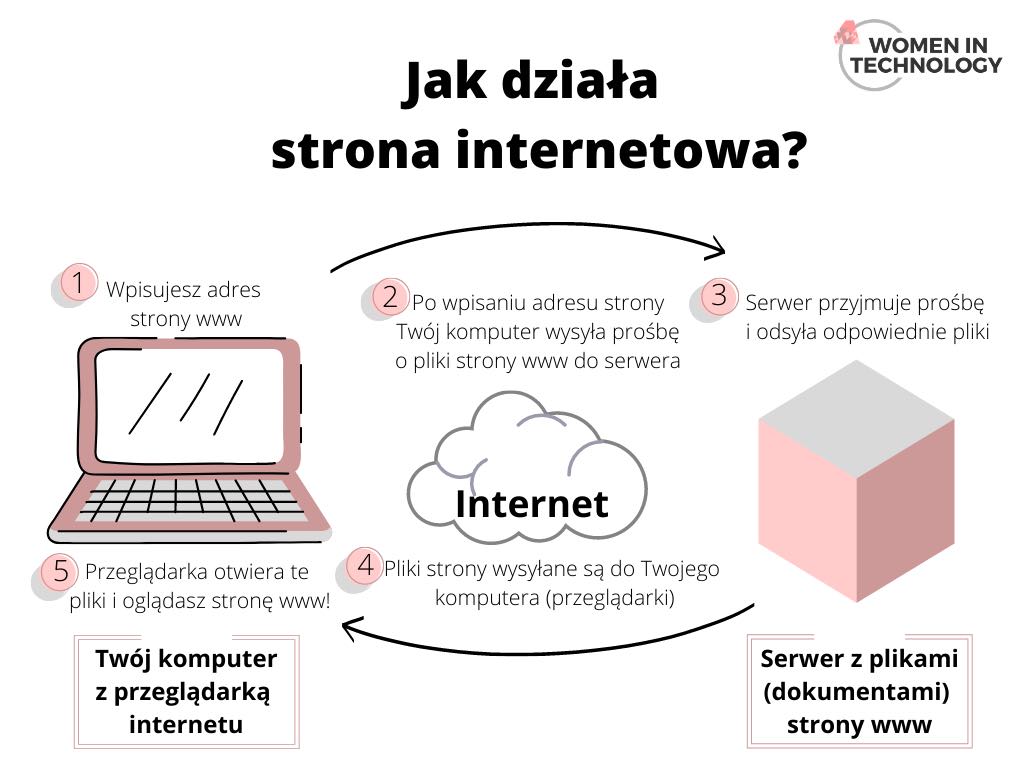 WOMEN IN
TECHNOLOGY
Jak działa
strona internetowa?
1
Wpisujesz adres
strony www
2
Po wpisaniu adresu strony
Twój komputer wysyła prośbę
o pliki strony www do serwera
3
Serwer przyjmuje prośbę
i odsyła odpowiednie pliki
Internet
4
Pliki strony wysyłane są do Twojego
komputera (przeglądarki)
5
Przeglądarka otwiera te
pliki i oglądasz stronę www!
Twój komputer
z przeglądarką
internetu
Serwer z plikami
(dokumentami)
strony www